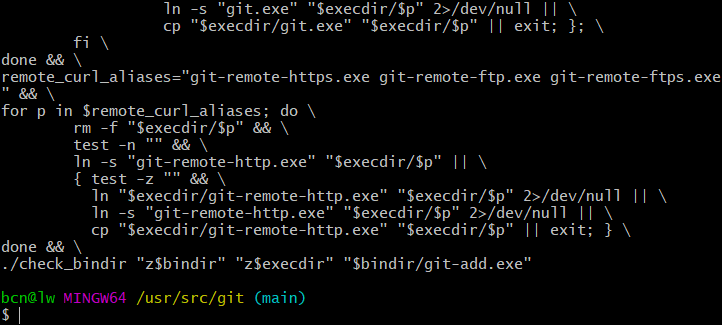 ln -s "git.exe" "$execdir/$p" 2>/dev/null || \
cp "$execdir/git.exe" "$execdir/$p" || exit; }; \
fi \
done && \
remote_curl_aliases="git-remote-https.exe git-remote-ftp.exe git-remote-ftps.exe
" && \
for p in $remote_curl_aliases; do \
rm -f "$execdir/$p" && \
test -n "" && \
ln -s "git-remote-http.exe" "$execdir/$p" || \
{ test -z "" && \
ln "$execdir/git-remote-http.exe" "$execdir/$p" 2>/dev/null || \
ln -s "git-remote-http.exe" "$execdir/$p" 2>/dev/null || \
cp "$execdir/git-remote-http.exe" "$execdir/$p" || exit; } \
done && \
./check_bindir "z$bindir" "z$execdir" "$bindir/git-add.exe"
bcn@lw MINGW64 /usr/src/git (main)
$